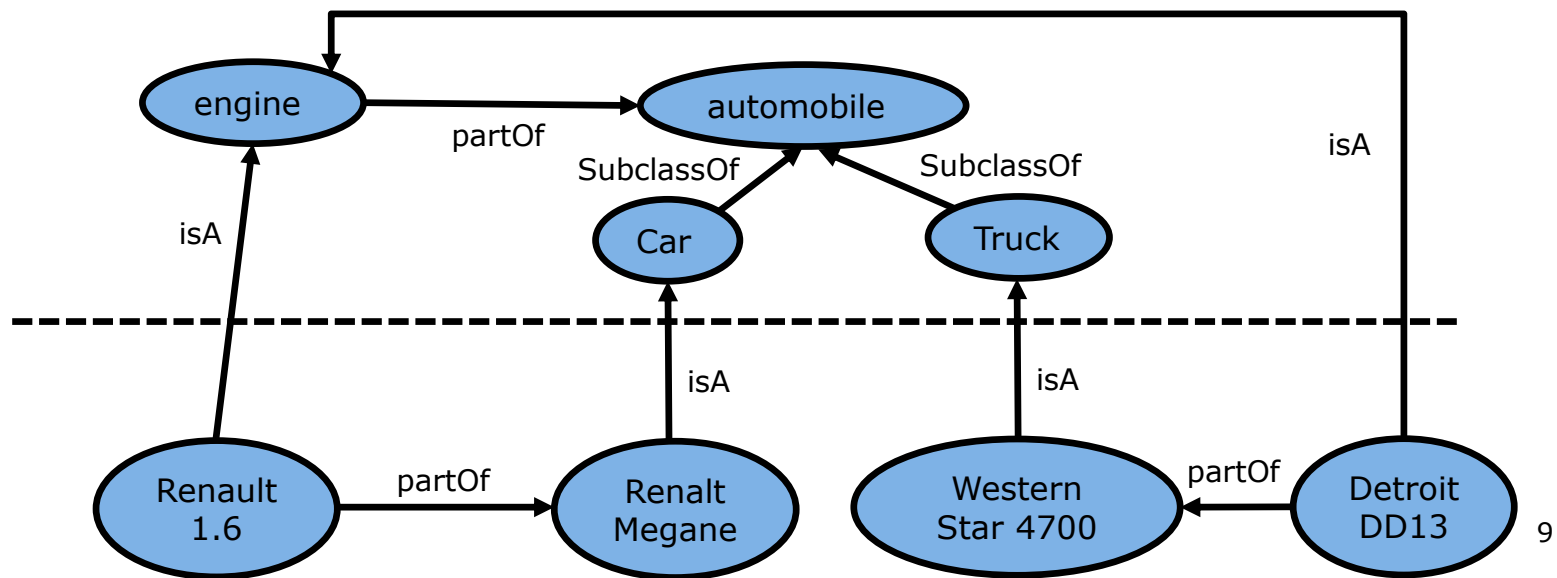 engine
automobile
partOf
isA
SubclassOf
SubclassOf
isA
Car
Truck
isA
isA
Renault
1.6
partOf
Renalt
Megane
Western
Star 4700
partOf
Detroit
DD13
9